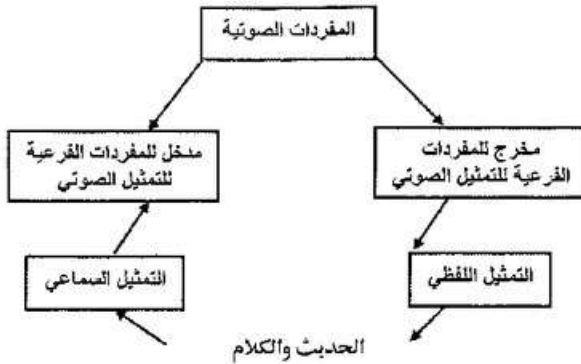 المفردات الصوتية
مخرج للمفردات
الفرعية للتمثيل الصوتي
مدخل للمفردات الفرعية
للتمثيل الصوتي
التمثيل اللفظي
التمثيل السماعي
الحديث والكلام